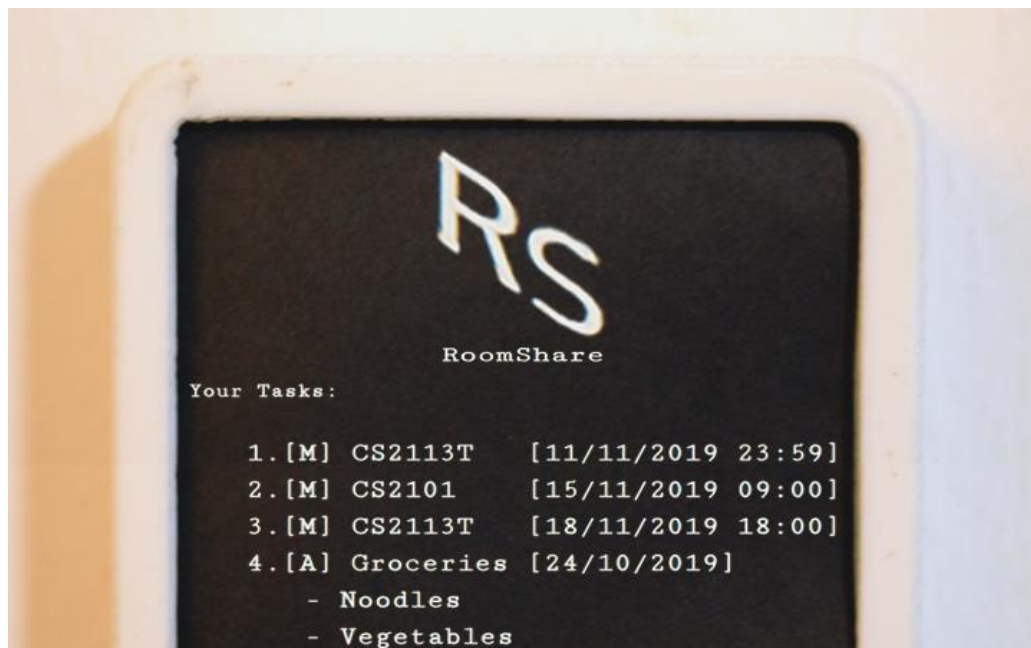 RS
RoomShare
Your Tasks:
1.[M] CS2113T [11/11/2019 23:59]
2.[M] CS2101 [15/11/2019 09:00]
3.[M] CS2113T [18/11/2019 18:00]
4.[A] Groceries [24/10/2019]
- Noodles
- Vegetables